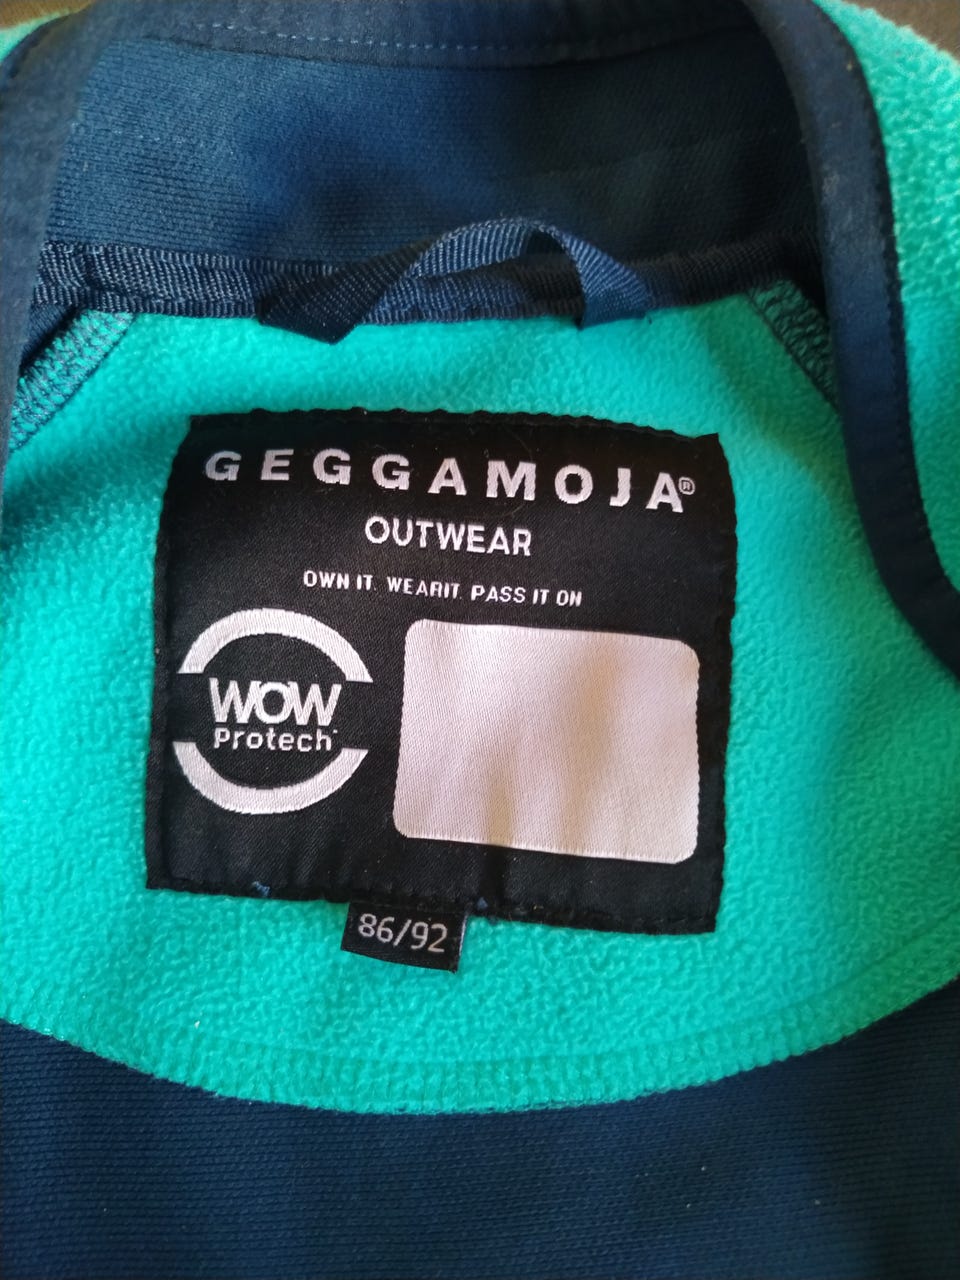 GEGGAMOJA®
OUTWEAR
OWN IT. WEARIT. PASS IT ON
WOW
Protech
86/92